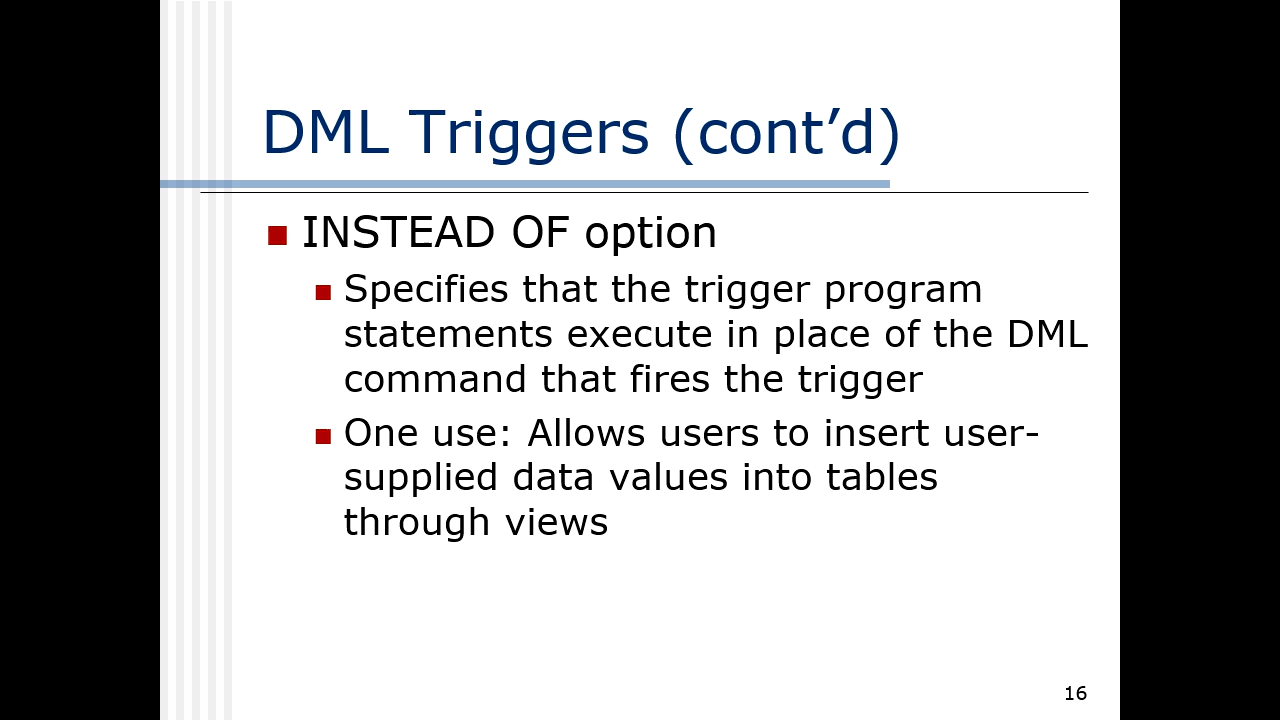 DML Triggers (cont’d)
INSTEAD OF option
Specifies that the trigger program
statements execute in place of the DML
command that fires the trigger
One use: Allows users to insert user-
supplied data values into tables
through views
16